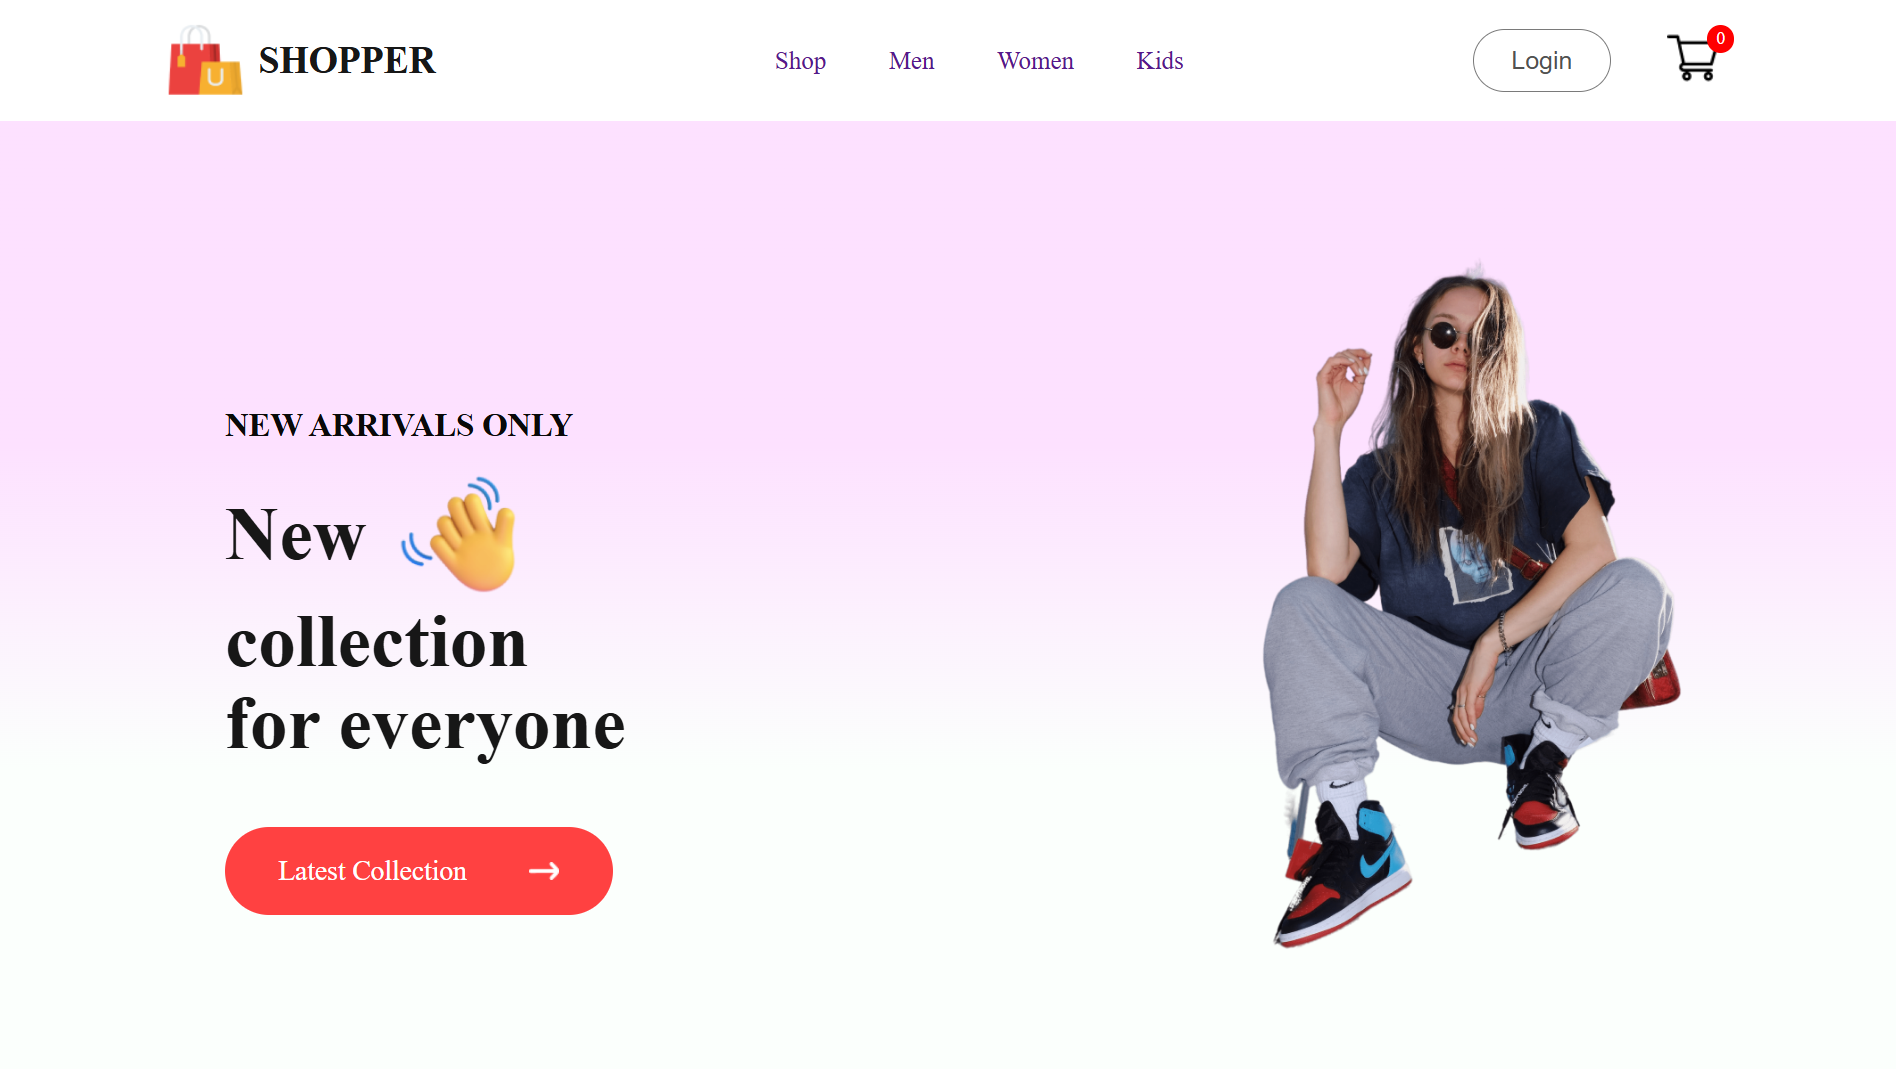 SHOPPER
Shop
Men
Women
Kids
Login
0
NEW ARRIVALS ONLY
New
collection
for everyone
Latest Collection
U